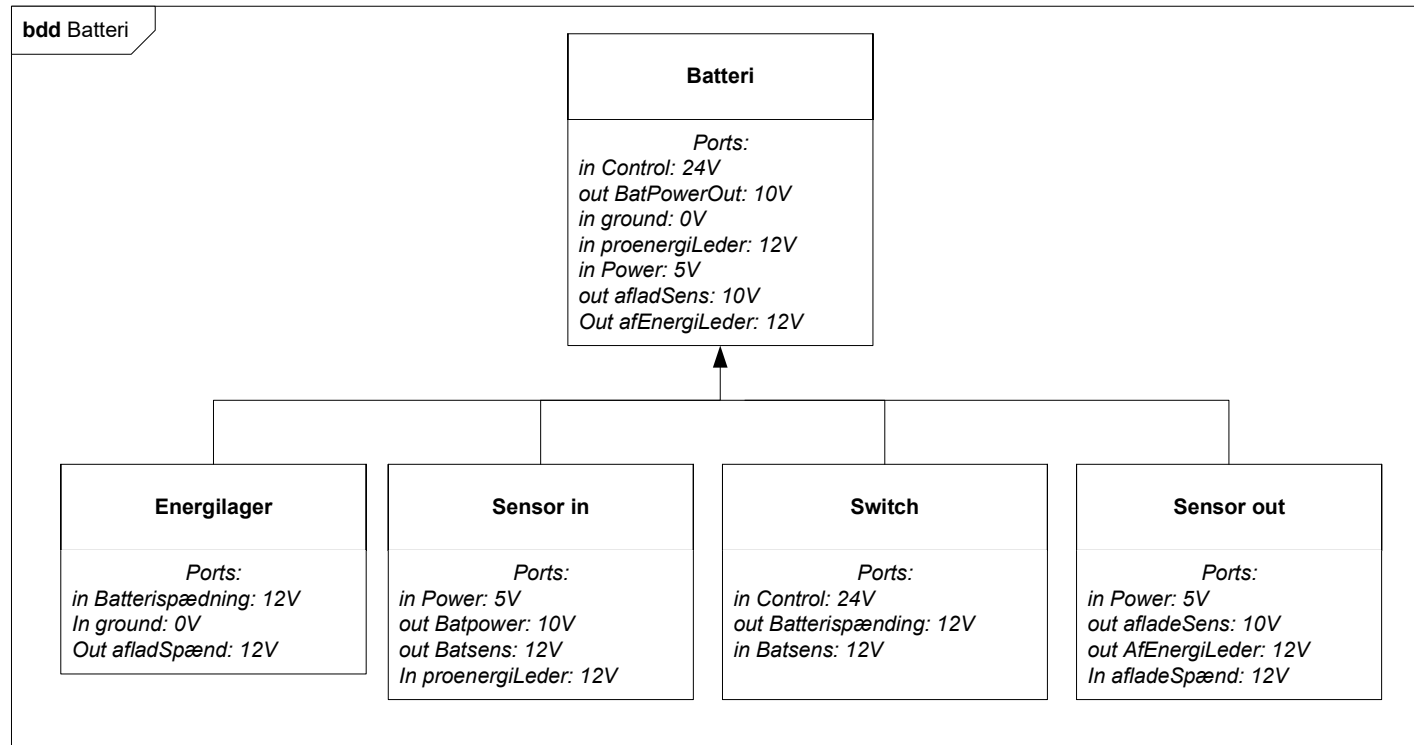 bdd Batteri
Batteri
Ports:
in Control: 24V
out BatPowerOut: 10V
in ground: 0V
in proenergiLeder: 12V
in Power: 5V
out afladSens: 10V
Out afEnergiLeder: 12V
Energilager
Ports:
in Batterispædning: 12V
In ground: 0V
Out afladSpænd: 12V
Sensor in
Ports:
in Power: 5V
out Batpower: 10V
out Batsens: 12V
In proenergiLeder: 12V
Switch
Ports:
in Control: 24V
out Batterispænding: 12V
in Batsens: 12V
Sensor out
Ports:
in Power: 5V
out afladeSens: 10V
out AfEnergiLeder: 12V
In afladeSpænd: 12V